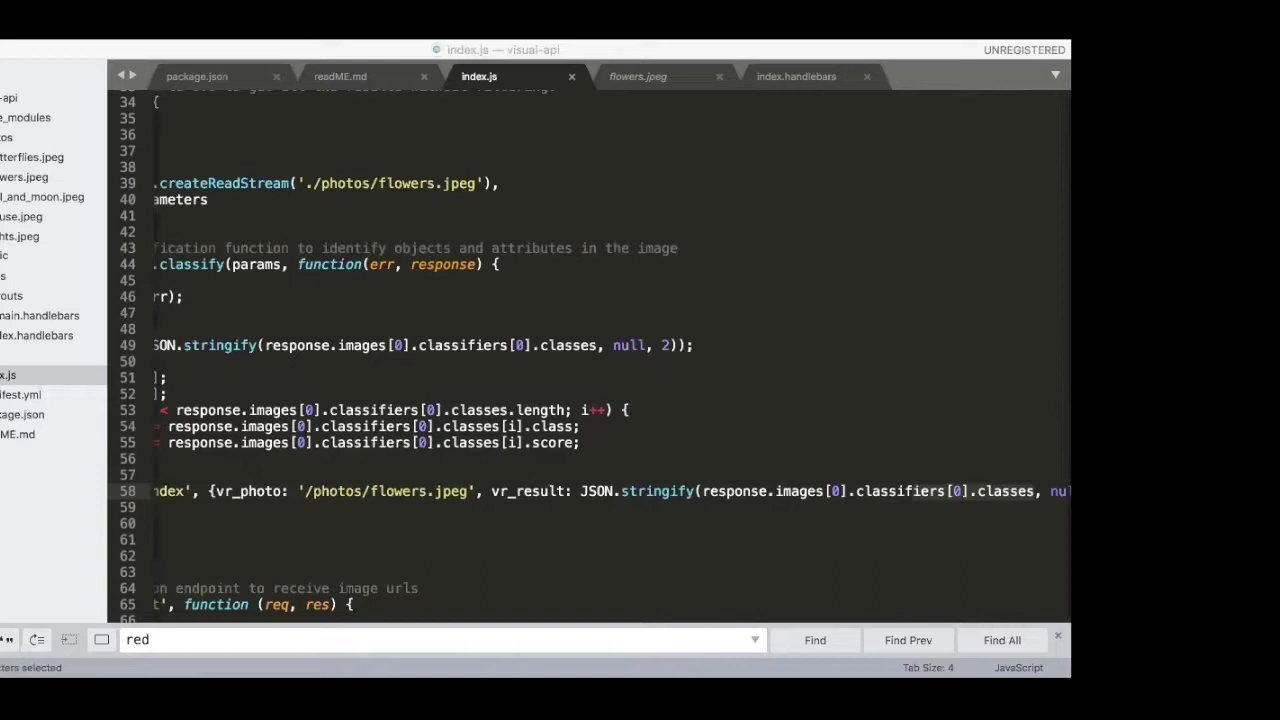 index.js — visual-api
UNREGISTERED
package.json
readME.md
index.js
flowers.jpeg
index.handlebars
-api
e_modules
tos
tterflies.jpeg
wers.jpeg
l_and_moon.jpeg
use.jpeg
hts.jpeg
ic
s
outs
main.handlebars
dex.handlebars
x.js
ifest.yml
kage.json
ME.md
34 {
35
36
37
38
39 .createReadStream('./photos/flowers.jpeg'),
40 ameters
41
42
43 fication function to identify objects and attributes in the image
44 .classify(params, function(err, response) {
45
46 rr);
47
48
49 SON.stringify(response.images[0].classifiers[0].classes, null, 2));
50
51 ];
52 ];
53 < response.images[0].classifiers[0].classes.length; i++) {
54 = response.images[0].classifiers[0].classes[i].class;
55 = response.images[0].classifiers[0].classes[i].score;
56
57
58 ndex', {vr_photo: '/photos/flowers.jpeg', vr_result: JSON.stringify(response.images[0].classifiers[0].classes, nul
59
60
61
62
63
64 on endpoint to receive image urls
65 t', function (req, res) {
red
Find
Find Prev
Find All
ters selected
Tab Size: 4
JavaScript